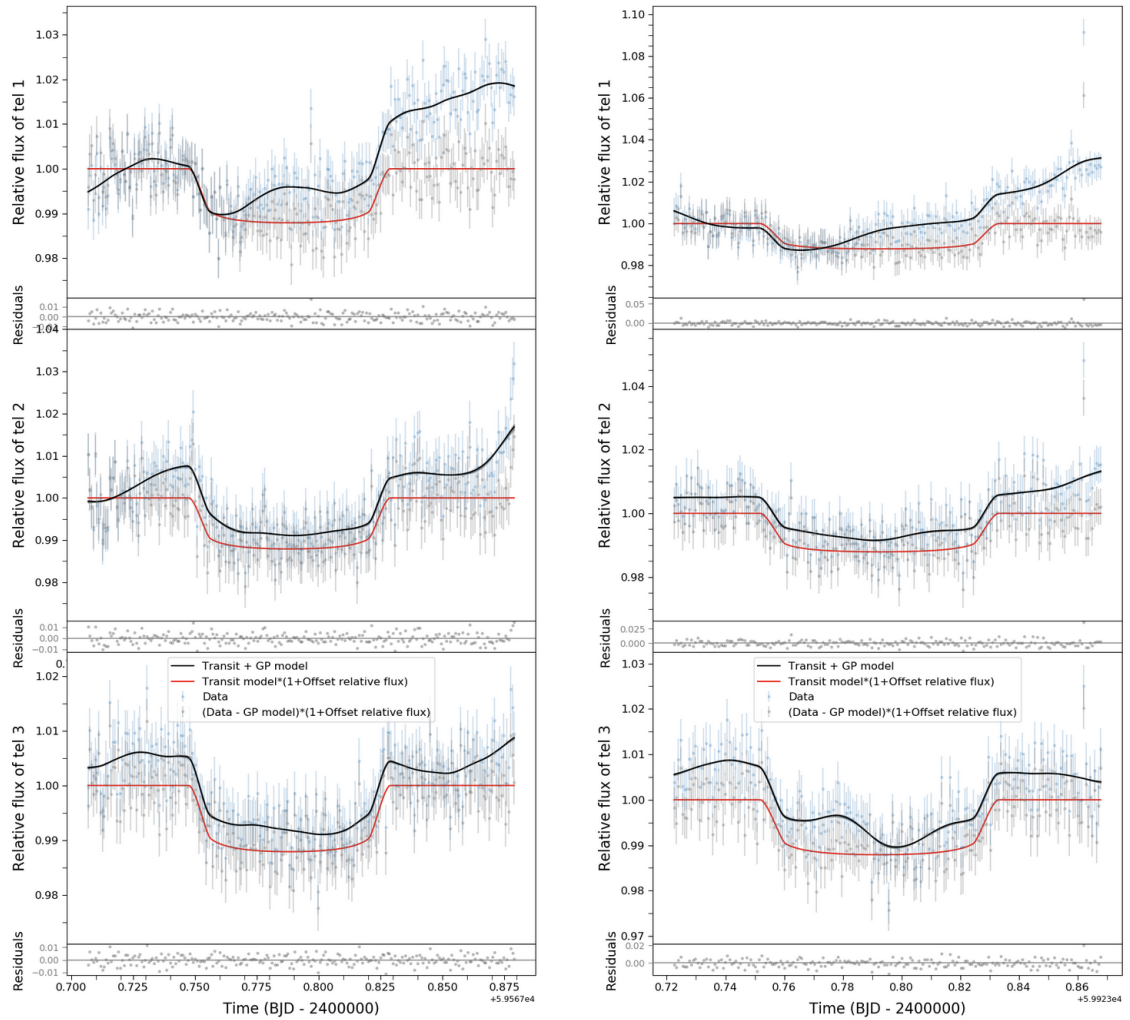 1.03
1.02
1.01
1.00
0.99
0.98
Relative flux of tel 1
0.01
0.00
Residuals
1.04
1.03
1.02
1.01
1.00
0.99
0.98
Relative flux of tel 2
0.01
0.00
−0.01
Residuals
0.
1.02
1.01
1.00
0.99
0.98
Relative flux of tel 3
Transit + GP model
Transit model*(1+Offset relative flux)
Data
(Data - GP model)*(1+Offset relative flux)
0.01
0.00
−0.01
Residuals
0.700 0.725 0.750 0.775 0.800 0.825 0.850 0.875
+5.9567e4
Time (BJD - 2400000)
1.10
1.08
1.06
1.04
1.02
1.00
0.98
Relative flux of tel 1
0.05
0.00
Residuals
1.04
1.02
1.00
0.98
Relative flux of tel 2
0.025
0.000
Residuals
1.03
1.02
1.01
1.00
0.99
0.98
0.97
Relative flux of tel 3
Transit + GP model
Transit model*(1+Offset relative flux)
Data
(Data - GP model)*(1+Offset relative flux)
0.02
0.00
Residuals
0.72 0.74 0.76 0.78 0.80 0.82 0.84 0.86
+5.9923e4
Time (BJD - 2400000)